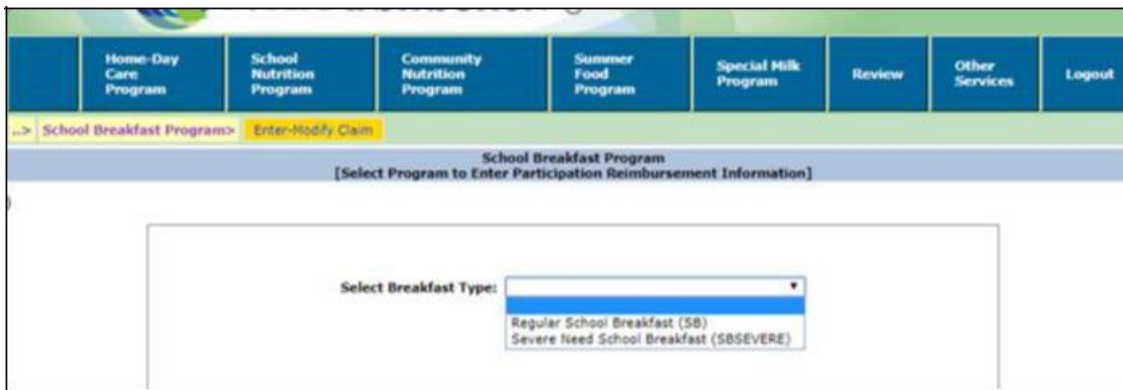 Home-Day
Care
Program
School
Nutrition
Program
Community
Nutrition
Program
Summer
Food
Program
Special Milk
Program
Review
Other
Services
Logout
..> School Breakfast Program> Enter-Modify Claim
School Breakfast Program
[Select Program to Enter Participation Reimbursement Information]
)
Select Breakfast Type:
Regular School Breakfast (SB)
Severe Need School Breakfast (SBSEVERE)